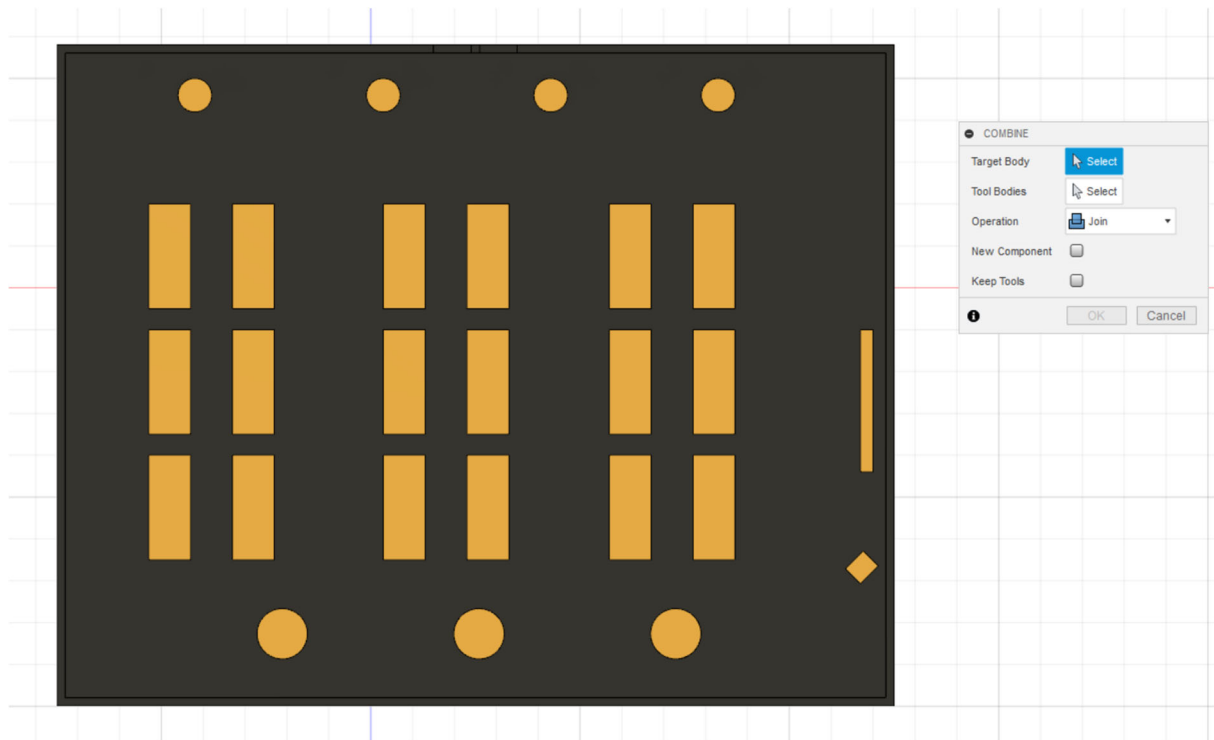 COMBINE
Target Body Select
Tool Bodies Select
Operation Join
New Component
Keep Tools
OK Cancel